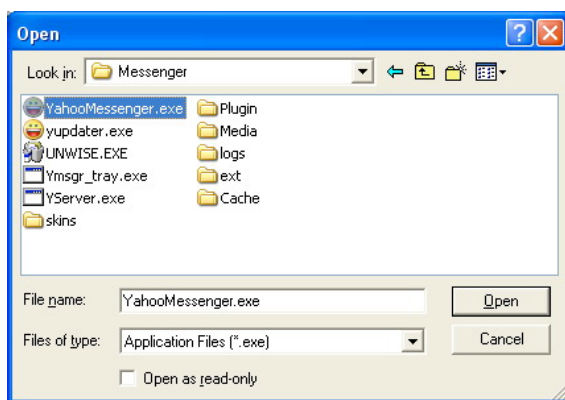 Open
Look in: Messenger
YahooMessenger.exe Plugin
yupdater.exe Media
UNWISE.EXE logs
Ymsgr_tray.exe ext
YServer.exe Cache
skins
File name: YahooMessenger.exe Open
Files of type: Application Files (*.exe) Cancel
Open as read-only